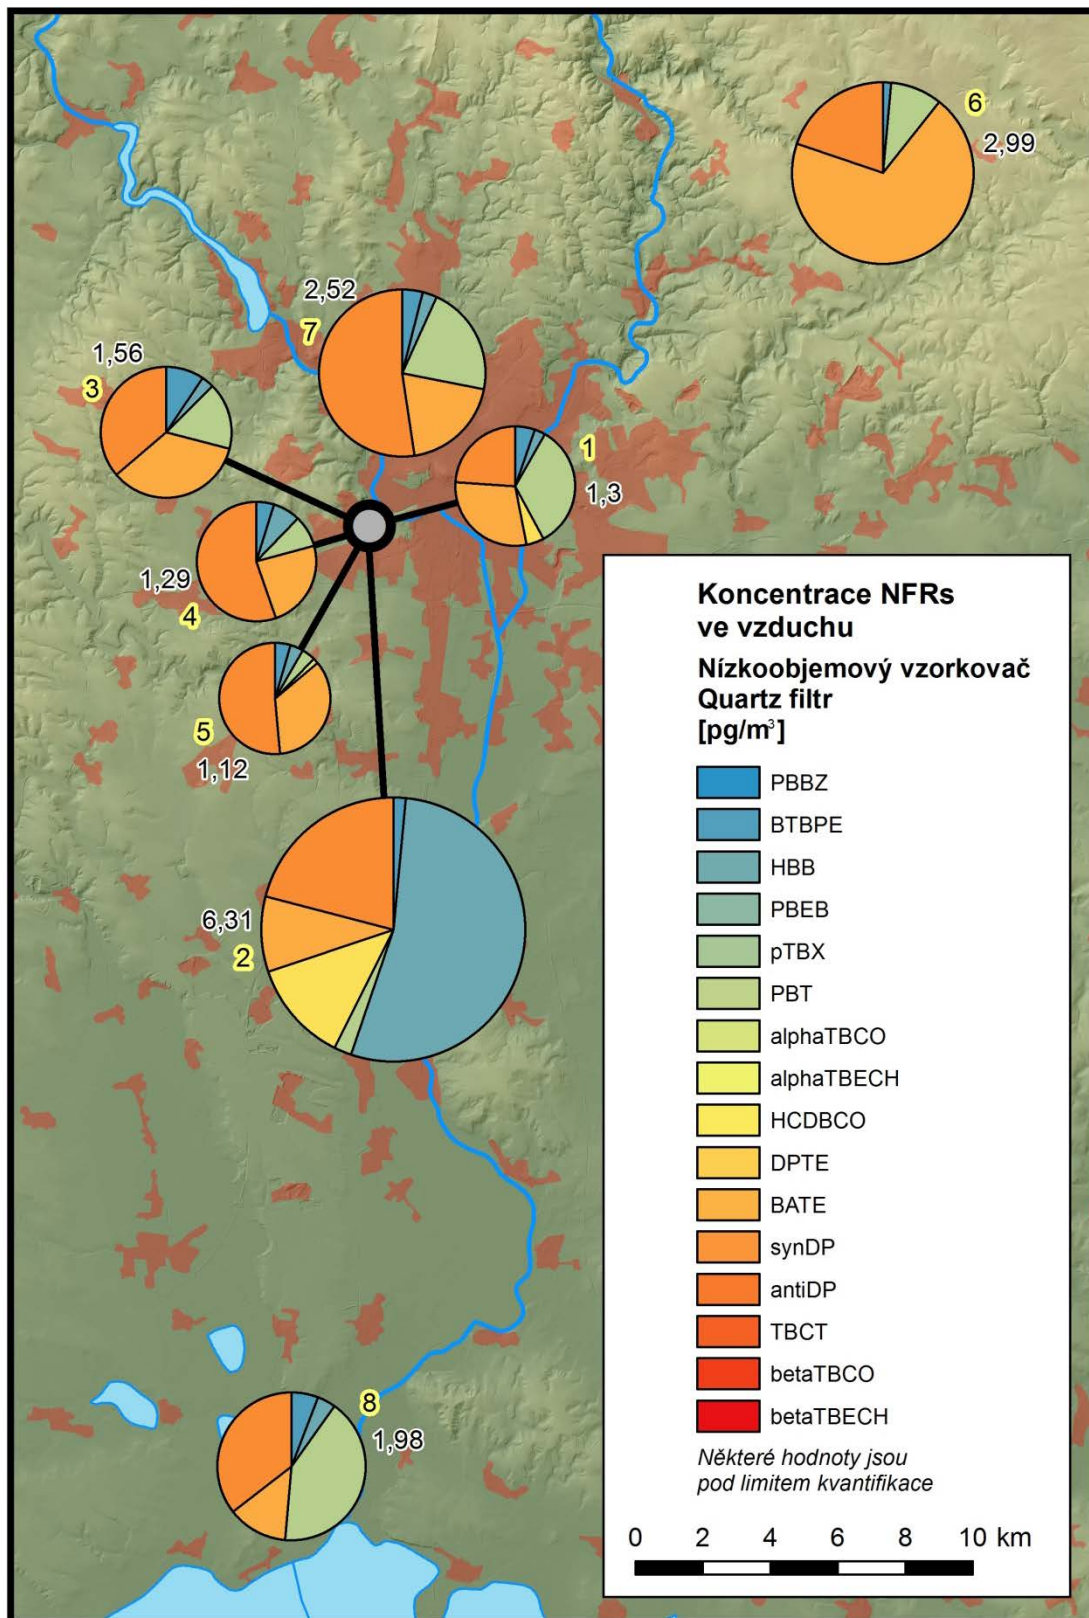 6
2,99
2,52
7
1,56
3
1
1,3
1,29
4
5
1,12
6,31
2
8
1,98
Koncentrace NFRs
ve vzduchu
Nízkoobjemový vzorkovač
Quartz filtr
[pg/m³]
PBBZ
BTBPE
HBB
PBEB
pTBX
PBT
alphaTBCO
alphaTBECH
HCDBCO
DPTE
BATE
synDP
antiDP
TBCT
betaTBCO
betaTBECH
Některé hodnoty jsou
pod limitem kvantifikace
0 2 4 6 8 10 km